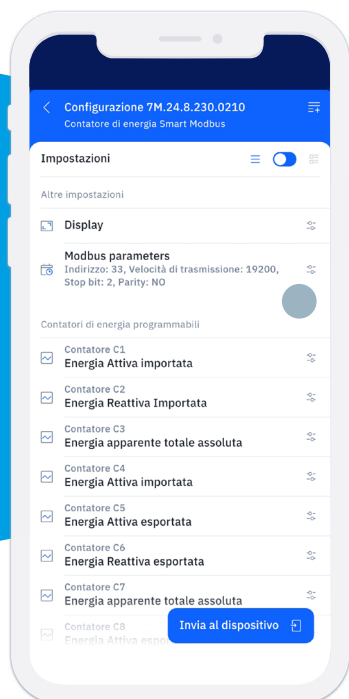 Configurazione 7M.24.8.230.0210
Contatore di energia Smart Modbus
Impostazioni
Altre impostazioni
Display
Modbus parameters
Indirizzo: 33, Velocità di trasmissione: 19200,
Stop bit: 2, Parity: NO
Contatori di energia programmabili
Contatore C1
Energia Attiva importata
Contatore C2
Energia Reattiva Importata
Contatore C3
Energia apparente totale assoluta
Contatore C4
Energia Attiva importata
Contatore C5
Energia Attiva esportata
Contatore C6
Energia Reattiva esportata
Contatore C7
Energia apparente totale assoluta
Contatore C8
Energia Attiva
Invia al dispositivo